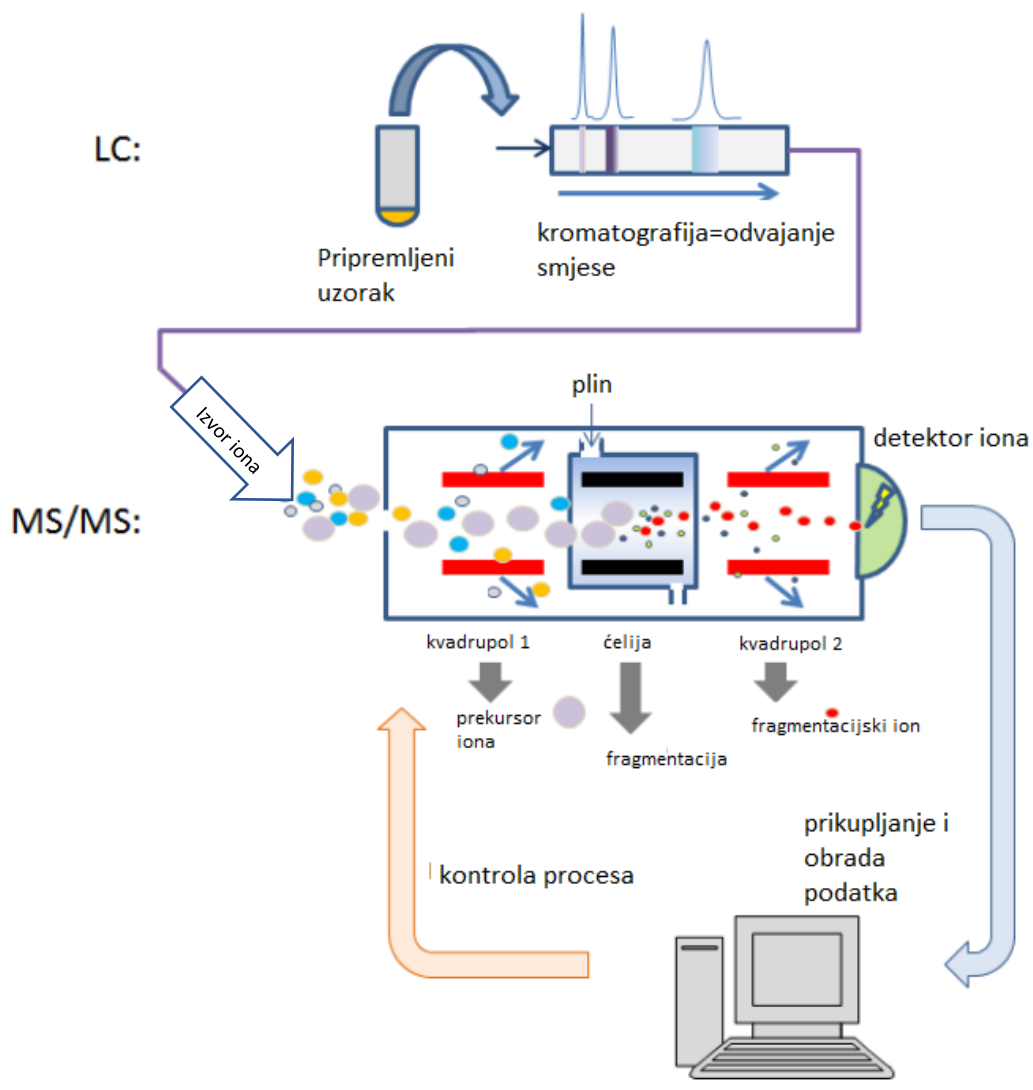 LC:
Pripremljeni
uzorak
kromatografija=odvajanje
smjese
Izvor iona
plin
detektor iona
MS/MS:
kvadrupol 1
ćelija
kvadrupol 2
prekursor
iona
fragmentacija
fragmentacijski ion
kontrola procesa
prikupljanje i
obrada
podatka